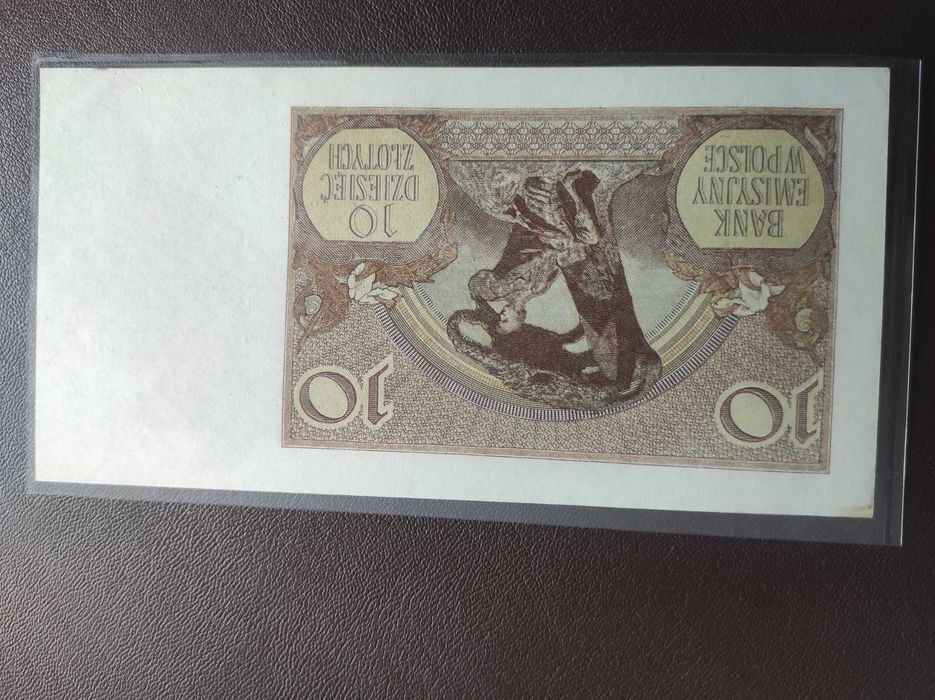 10
10
BANK
EMISYJNY
W POLSCE
10
DZIESIĘĆ
ZŁOTYCH